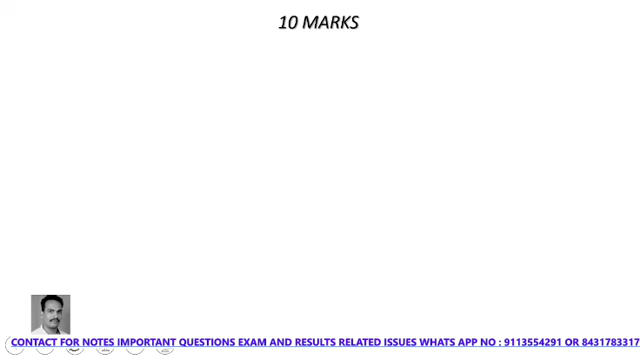 10 MARKS
CONTACT FOR NOTES IMPORTANT QUESTIONS EXAM AND RESULTS RELATED ISSUES WHATS APP NO : 9113554291 OR 8431783317